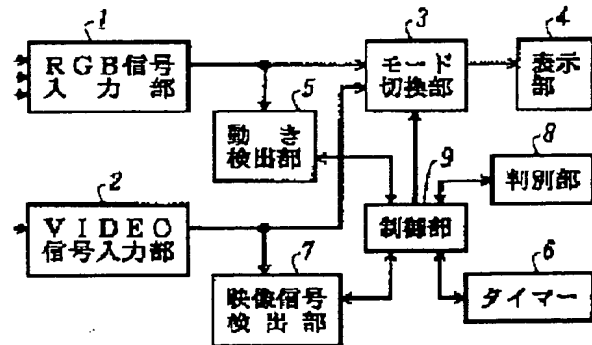 1
RGB信号
入力部
2
VIDEO
信号入力部
3
モード
切換部
4
表示
部
5
動き
検出部
7
映像信号
検出部
9
制御部
8
判別部
6
タイマー